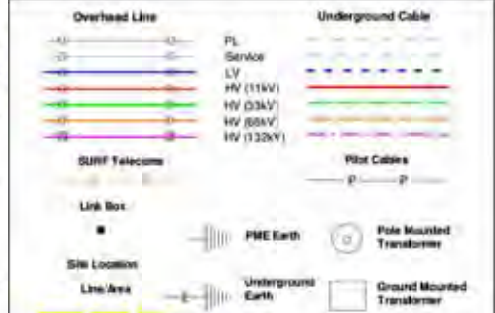 Overhead Line Underground Cable
PL
Service
LV
HV (11kV)
HV (33kV)
HV (66kV)
HV (132kV)
SURF Telecoms Pilot Cables
P P
Link Box
PME Earth
Pole Mounted
Transformer
Site Location
Line/Area
Underground
Earth
Ground Mounted
Transformer